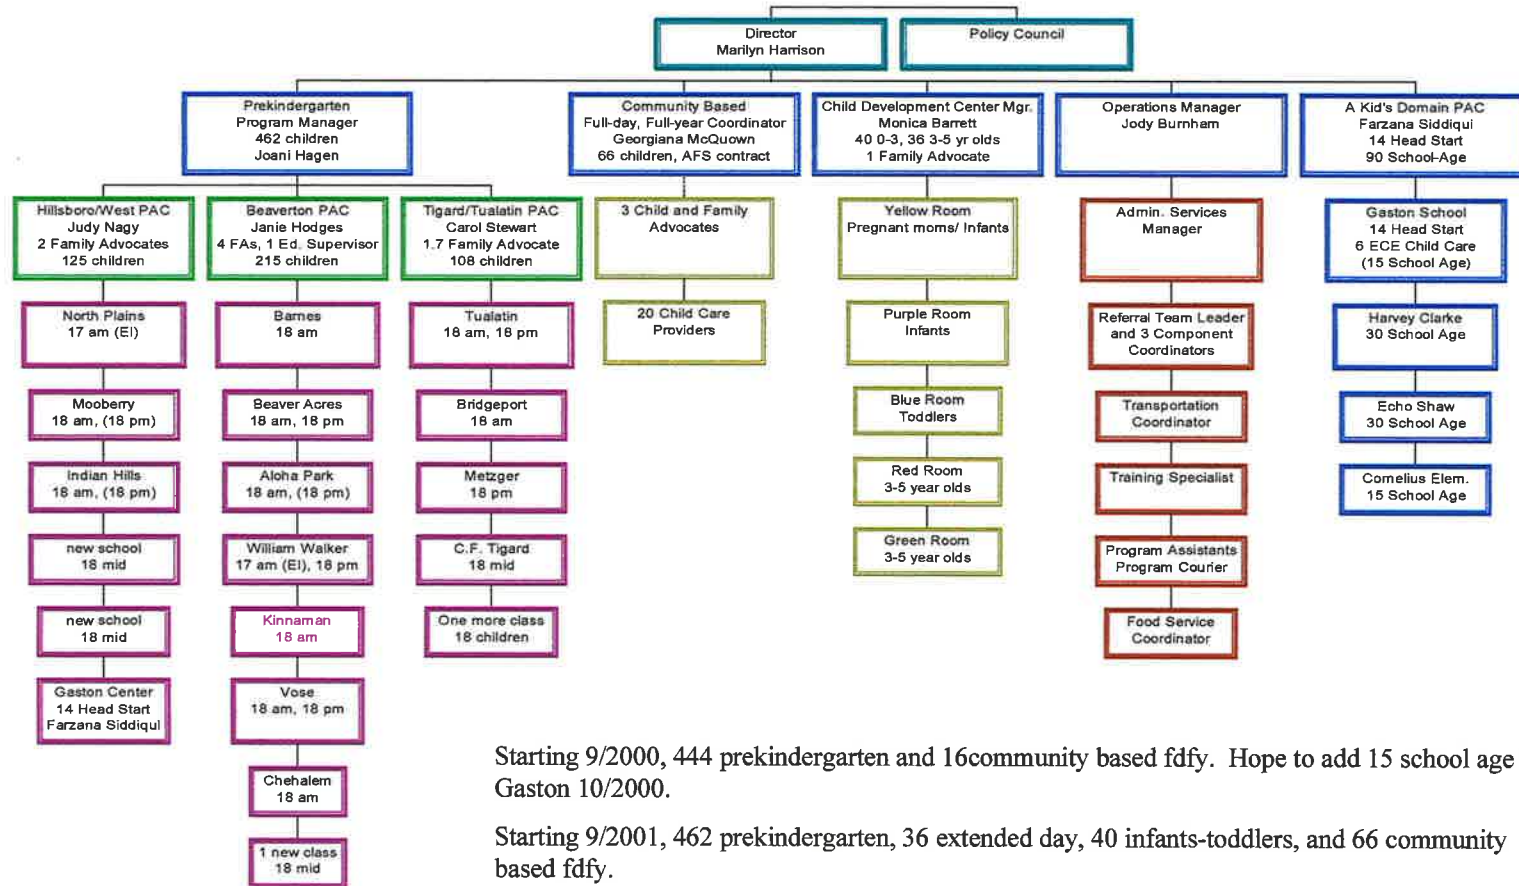 Director
Marilyn Harrison
Policy Council
Prekindergarten
Program Manager
462 children
Joani Hagen
Community Based
Full-day, Full-year Coordinator
Georgiana McQuown
66 children, AFS contract
Child Development Center Mgr.
Monica Barrett
40 0-3, 36 3-5 yr olds
1 Family Advocate
Operations Manager
Jody Burnham
A Kid's Domain PAC
Farzana Siddiqui
14 Head Start
90 School-Age
Hillsboro/West PAC
Judy Nagy
2 Family Advocates
125 children
Beaverton PAC
Janie Hodges
4 FAs, 1 Ed. Supervisor
215 children
Tigard/Tualatin PAC
Carol Stewart
1.7 Family Advocate
108 children
3 Child and Family
Advocates
Yellow Room
Pregnant moms/ Infants
Admin. Services
Manager
Gaston School
14 Head Start
6 ECE Child Care
(15 School Age)
North Plains
17 am (EI)
Barnes
18 am
Tualatin
18 am, 18 pm
20 Child Care
Providers
Purple Room
Infants
Referral Team Leader
and 3 Component
Coordinators
Harvey Clarke
30 School Age
Mooberry
18 am, (18 pm)
Beaver Acres
18 am, 18 pm
Bridgeport
18 am
Blue Room
Toddlers
Transportation
Coordinator
Echo Shaw
30 School Age
Indian Hills
18 am, (18 pm)
Aloha Park
18 am, (18 pm)
Metzger
18 pm
Red Room
3-5 year olds
Training Specialist
Cornelius Elem.
15 School Age
new school
18 mid
William Walker
17 am (EI), 18 pm
C.F. Tigard
18 mid
Green Room
3-5 year olds
Program Assistants
Program Courier
new school
18 mid
Kinnaman
18 am
One more class
18 children
Food Service
Coordinator
Gaston Center
14 Head Start
Farzana Siddiqui
Vose
18 am, 18 pm
Chehalem
18 am
1 new class
18 mid
Starting 9/2000, 444 prekindergarten and 16community based fdfy. Hope to add 15 school age
Gaston 10/2000.
Starting 9/2001, 462 prekindergarten, 36 extended day, 40 infants-toddlers, and 66 community
based fdfy.